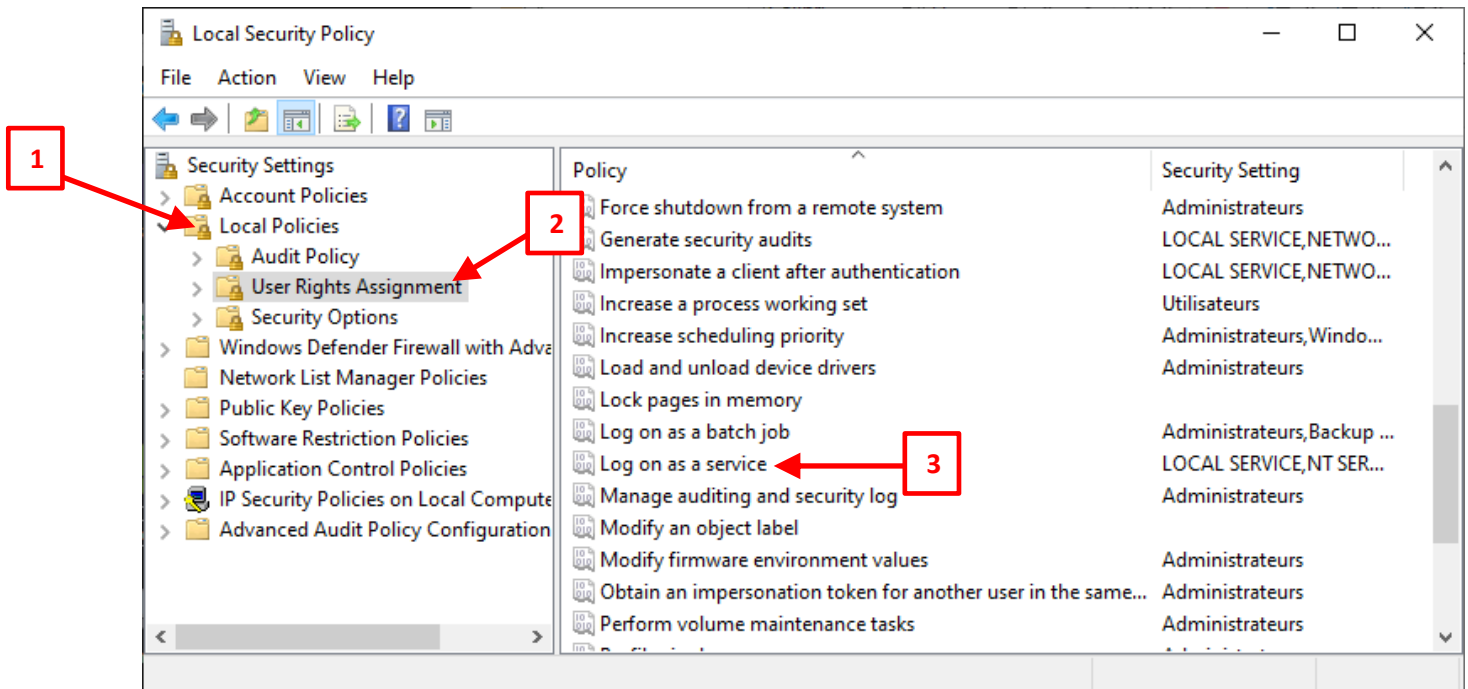 Local Security Policy
File Action View Help
1
2
3
Security Settings
Account Policies
Local Policies
Audit Policy
User Rights Assignment
Security Options
Windows Defender Firewall with Adva
Network List Manager Policies
Public Key Policies
Software Restriction Policies
Application Control Policies
IP Security Policies on Local Compute
Advanced Audit Policy Configuration
Policy Security Setting
Force shutdown from a remote system Administrateurs
Generate security audits LOCAL SERVICE,NETWO...
Impersonate a client after authentication LOCAL SERVICE,NETWO...
Increase a process working set Utilisateurs
Increase scheduling priority Administrateurs,Windo...
Load and unload device drivers Administrateurs
Lock pages in memory
Log on as a batch job Administrateurs,Backup ...
Log on as a service LOCAL SERVICE,NT SER...
Manage auditing and security log Administrateurs
Modify an object label
Modify firmware environment values Administrateurs
Obtain an impersonation token for another user in the same... Administrateurs
Perform volume maintenance tasks Administrateurs